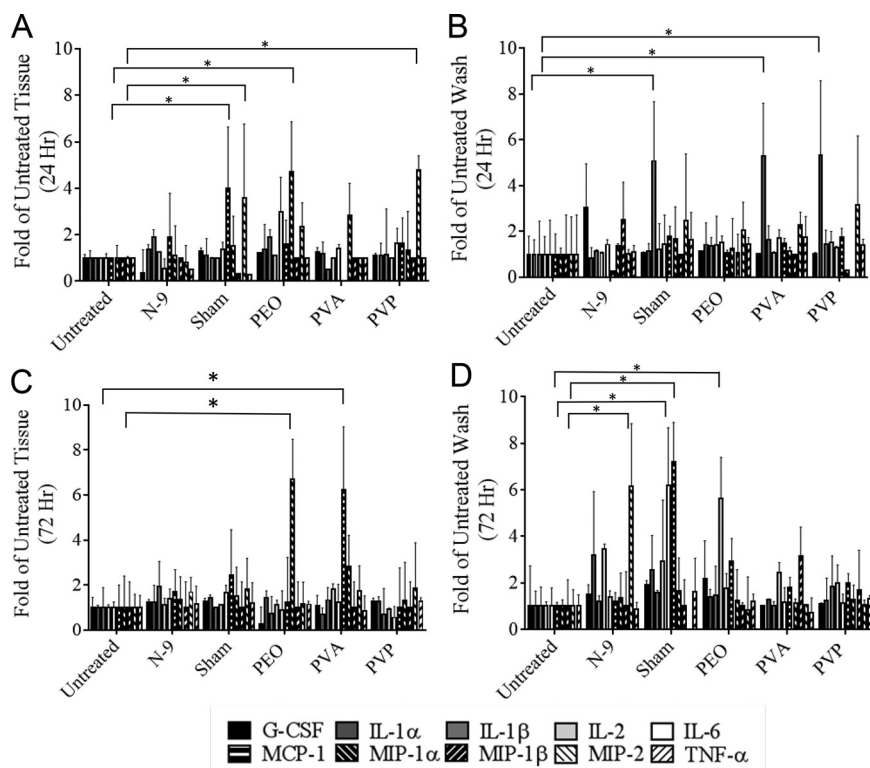 A
Fold of Untreated Tissue
(24 Hr)
10
8
6
4
2
0
* * * *
Untreated N-9 Sham PEO PVA PVP
B
Fold of Untreated Wash
(24 Hr)
10
8
6
4
2
0
* * *
Untreated N-9 Sham PEO PVA PVP
C
Fold of Untreated Tissue
(72 Hr)
10
8
6
4
2
0
* *
Untreated N-9 Sham PEO PVA PVP
D
Fold of Untreated Wash
(72 Hr)
10
8
6
4
2
0
* * * *
Untreated N-9 Sham PEO PVA PVP
G-CSF IL-1α IL-1β IL-2 IL-6
MCP-1 MIP-1α MIP-1β MIP-2 TNF-α